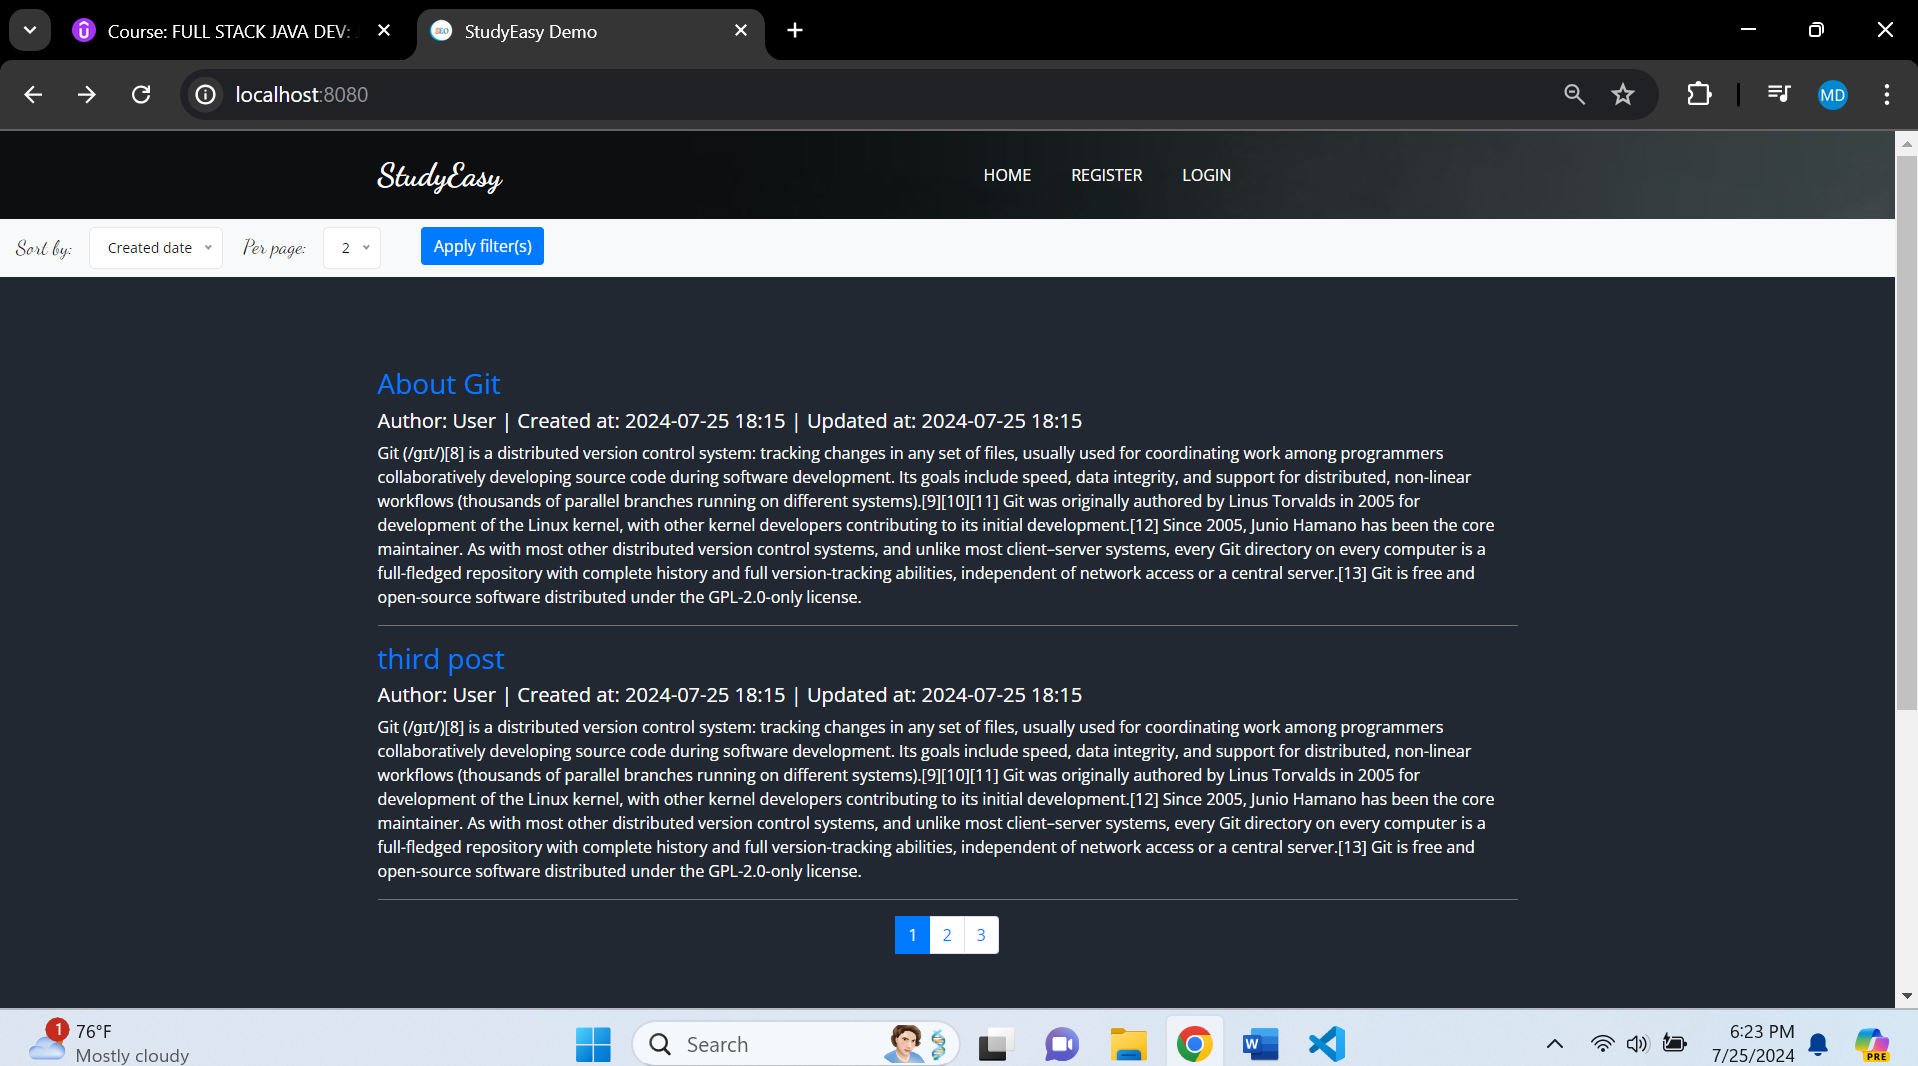 Course: FULL STACK JAVA DEV:
StudyEasy Demo
localhost:8080
MD
StudyEasy
HOME
REGISTER
LOGIN
Sort by:
Created date
Per page:
2
Apply filter(s)
About Git
Author: User | Created at: 2024-07-25 18:15 | Updated at: 2024-07-25 18:15
Git (/ɡɪt/)[8] is a distributed version control system: tracking changes in any set of files, usually used for coordinating work among programmers
collaboratively developing source code during software development. Its goals include speed, data integrity, and support for distributed, non-linear
workflows (thousands of parallel branches running on different systems).[9][10][11] Git was originally authored by Linus Torvalds in 2005 for
development of the Linux kernel, with other kernel developers contributing to its initial development.[12] Since 2005, Junio Hamano has been the core
maintainer. As with most other distributed version control systems, and unlike most client–server systems, every Git directory on every computer is a
full-fledged repository with complete history and full version-tracking abilities, independent of network access or a central server.[13] Git is free and
open-source software distributed under the GPL-2.0-only license.
third post
Author: User | Created at: 2024-07-25 18:15 | Updated at: 2024-07-25 18:15
Git (/ɡɪt/)[8] is a distributed version control system: tracking changes in any set of files, usually used for coordinating work among programmers
collaboratively developing source code during software development. Its goals include speed, data integrity, and support for distributed, non-linear
workflows (thousands of parallel branches running on different systems).[9][10][11] Git was originally authored by Linus Torvalds in 2005 for
development of the Linux kernel, with other kernel developers contributing to its initial development.[12] Since 2005, Junio Hamano has been the core
maintainer. As with most other distributed version control systems, and unlike most client–server systems, every Git directory on every computer is a
full-fledged repository with complete history and full version-tracking abilities, independent of network access or a central server.[13] Git is free and
open-source software distributed under the GPL-2.0-only license.
1 2 3
1
76°F
Mostly cloudy
Search
W
6:23 PM
7/25/2024
PRE